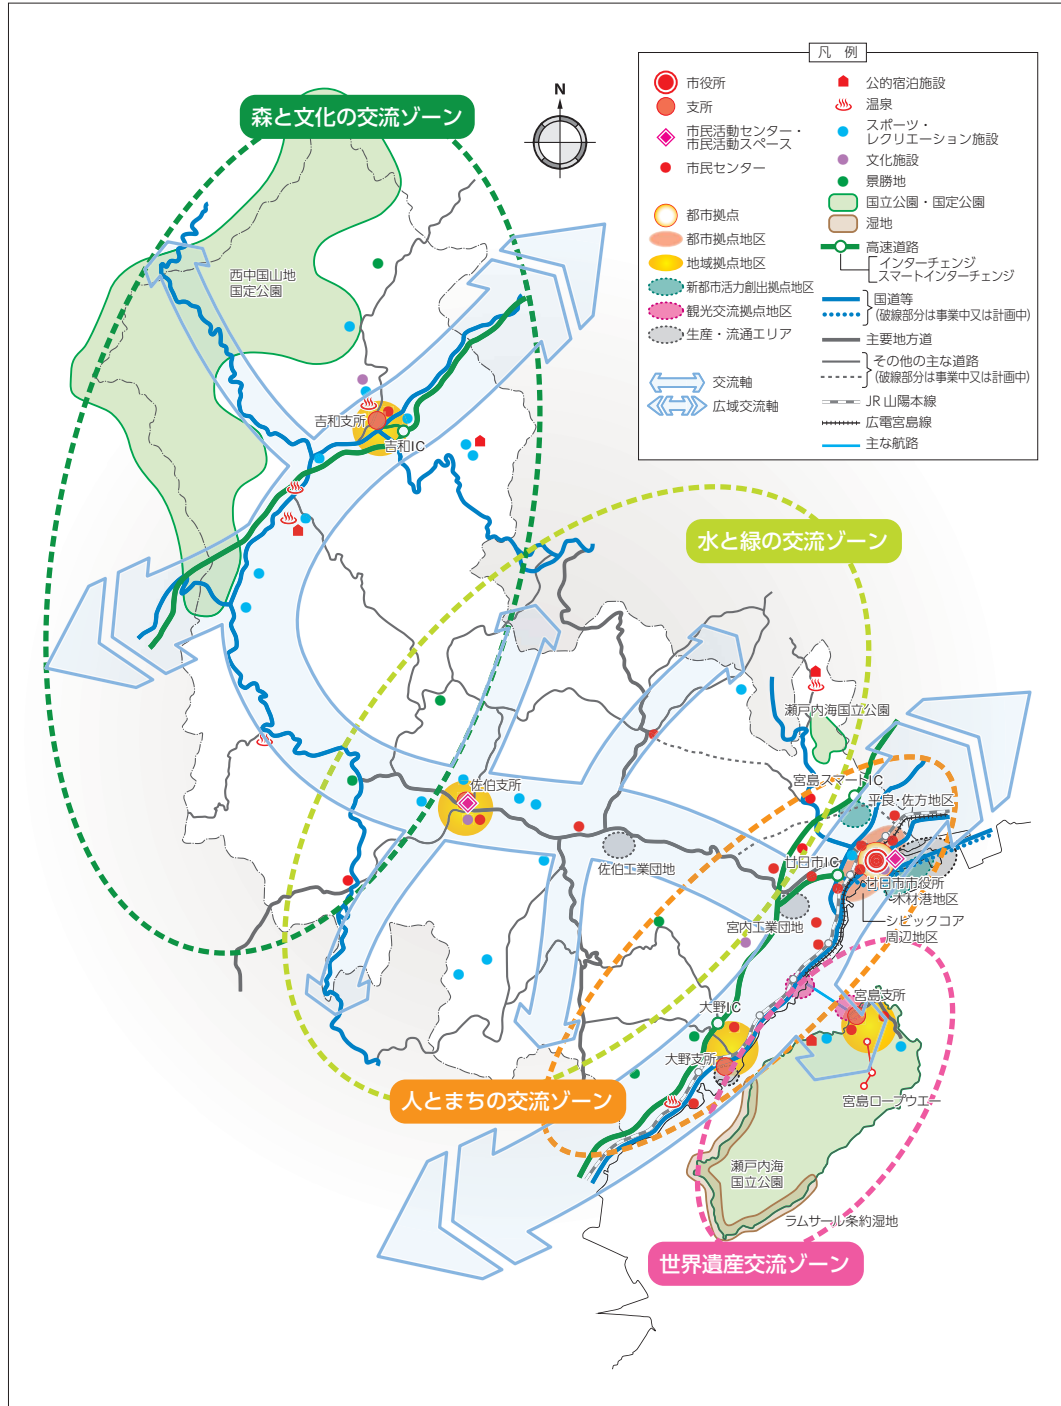 凡 例
市役所
支所
市民活動センター・
市民活動スペース
市民センター
都市拠点
都市拠点地区
地域拠点地区
新都市活力創出拠点地区
観光交流拠点地区
生産・流通エリア
交流軸
広域交流軸
公的宿泊施設
温泉
スポーツ・
レクリエーション施設
文化施設
景勝地
国立公園・国定公園
湿地
高速道路
インターチェンジ
スマートインターチェンジ
国道等
(破線部分は事業中又は計画中)
主要地方道
その他の主な道路
(破線部分は事業中又は計画中)
JR山陽本線
広電宮島線
主な航路
N
森と文化の交流ゾーン
西中国山地
国定公園
吉和支所
吉和IC
水と緑の交流ゾーン
瀬戸内海国立公園
宮島スマートIC
平良・佐方地区
佐伯支所
佐伯工業団地
廿日市IC
廿日市市役所
木材港地区
シビックコア
周辺地区
宮内工業団地
宮島支所
大野IC
大野支所
人とまちの交流ゾーン
宮島ロープウエー
瀬戸内海
国立公園
ラムサール条約湿地
世界遺産交流ゾーン